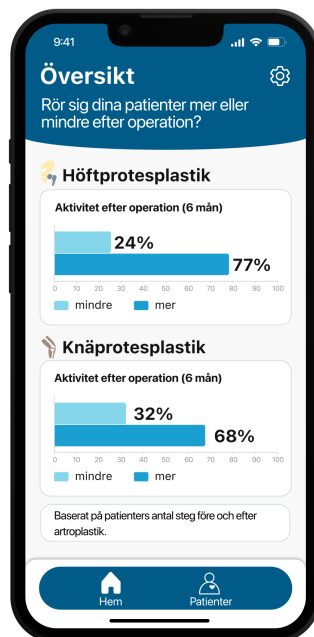 9:41
Översikt
Rör sig dina patienter mer eller
mindre efter operation?
Höftprotesplastik
Aktivitet efter operation (6 mån)
24%
77%
0 10 20 30 40 50 60 70 80 90 100
mindre mer
Knäprotesplastik
Aktivitet efter operation (6 mån)
32%
68%
0 10 20 30 40 50 60 70 80 90 100
mindre mer
Baserat på patienters antal steg före och efter
artroplastik.
Hem Patienter